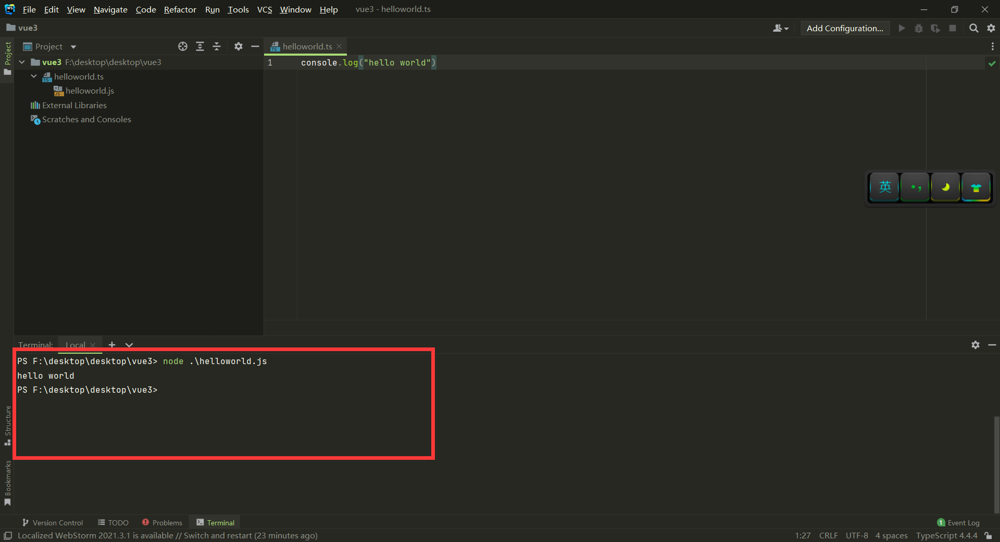 File Edit View Navigate Code Refactor Run Tools VCS Window Help vue3 - helloworld.ts
vue3
Add Configuration...
Project
Project
helloworld.ts
vue3 F:\desktop\desktop\vue3
helloworld.ts
helloworld.js
External Libraries
Scratches and Consoles
1 console.log("hello world")
英
Terminal: Local
PS F:\desktop\desktop\vue3> node .\helloworld.js
hello world
PS F:\desktop\desktop\vue3>
Structure
Bookmarks
Version Control TODO Problems Terminal
1 Event Log
Localized WebStorm 2021.3.1 is available // Switch and restart (23 minutes ago)
1:27 CRLF UTF-8 4 spaces TypeScript 4.4.4